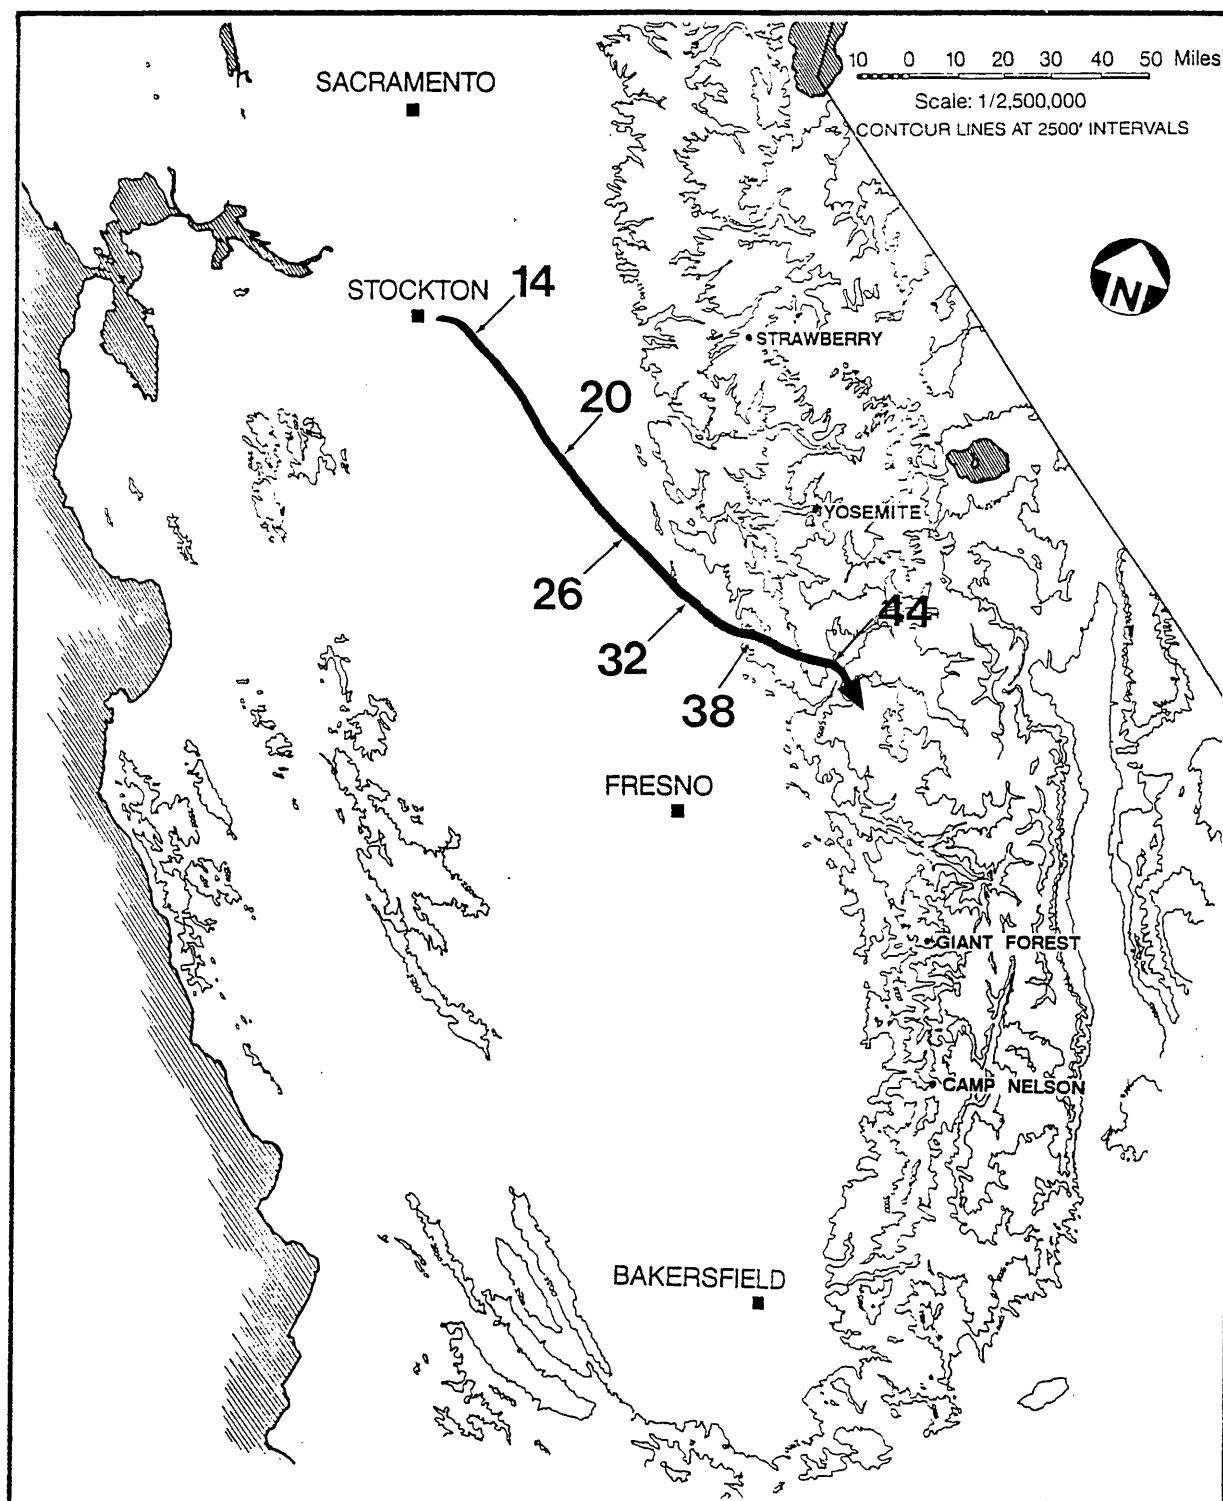 SACRAMENTO
10 0 10 20 30 40 50 Miles
Scale: 1/2,500,000
CONTOUR LINES AT 2500' INTERVALS
N
STOCKTON
14
STRAWBERRY
20
YOSEMITE
26
44
32
38
FRESNO
GIANT FOREST
CAMP NELSON
BAKERSFIELD